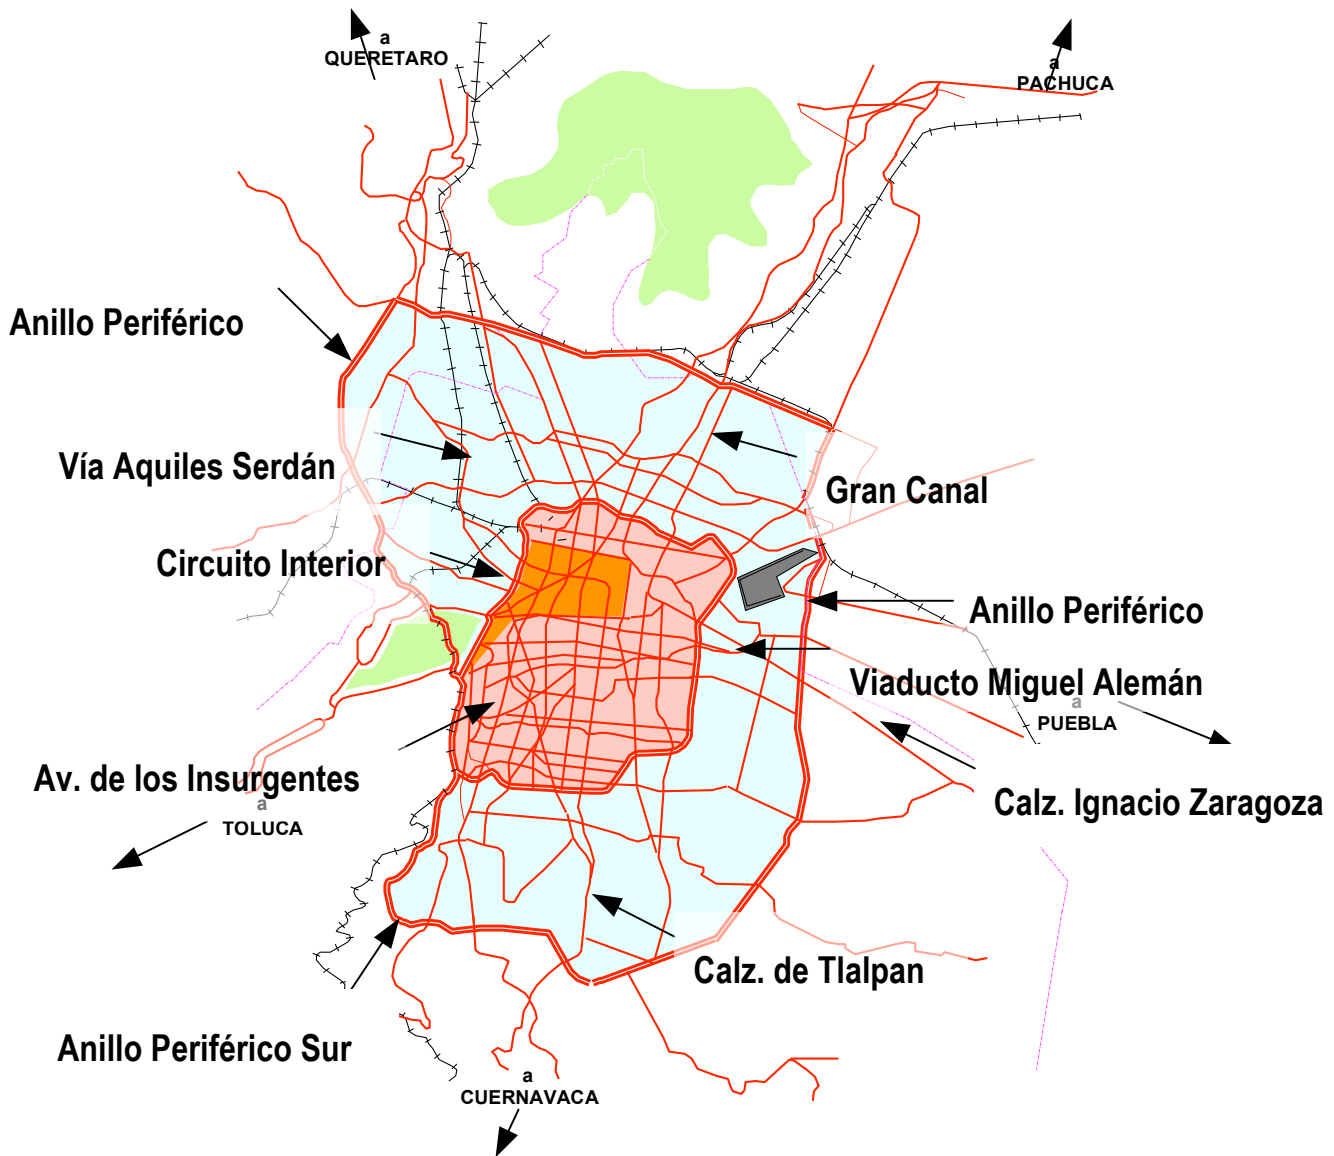 a
QUERETARO
a
PACHUCA
Anillo Periférico
Vía Aquiles Serdán
Gran Canal
Circuito Interior
Anillo Periférico
Viaducto Miguel Alemán
a
PUEBLA
Av. de los Insurgentes
a
TOLUCA
Calz. Ignacio Zaragoza
Calz. de Tlalpan
Anillo Periférico Sur
a
CUERNAVACA